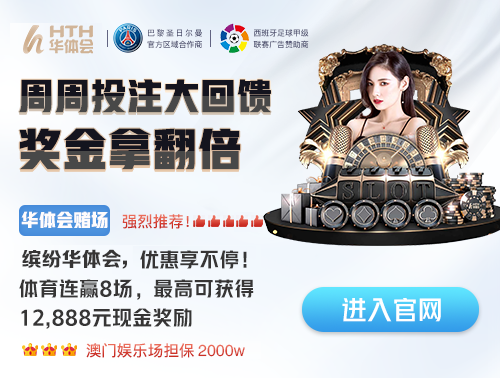 HTH
华体会
巴黎圣日尔曼
官方区域合作商
西班牙足球甲级
联赛广告赞助商
周周投注大回馈
奖金拿翻倍
SLOT
华体会赌场
强烈推荐!
缤纷华体会，优惠享不停!
体育连赢8场，最高可获得
12,888元现金奖励
进入官网
澳门娱乐场担保 2000w